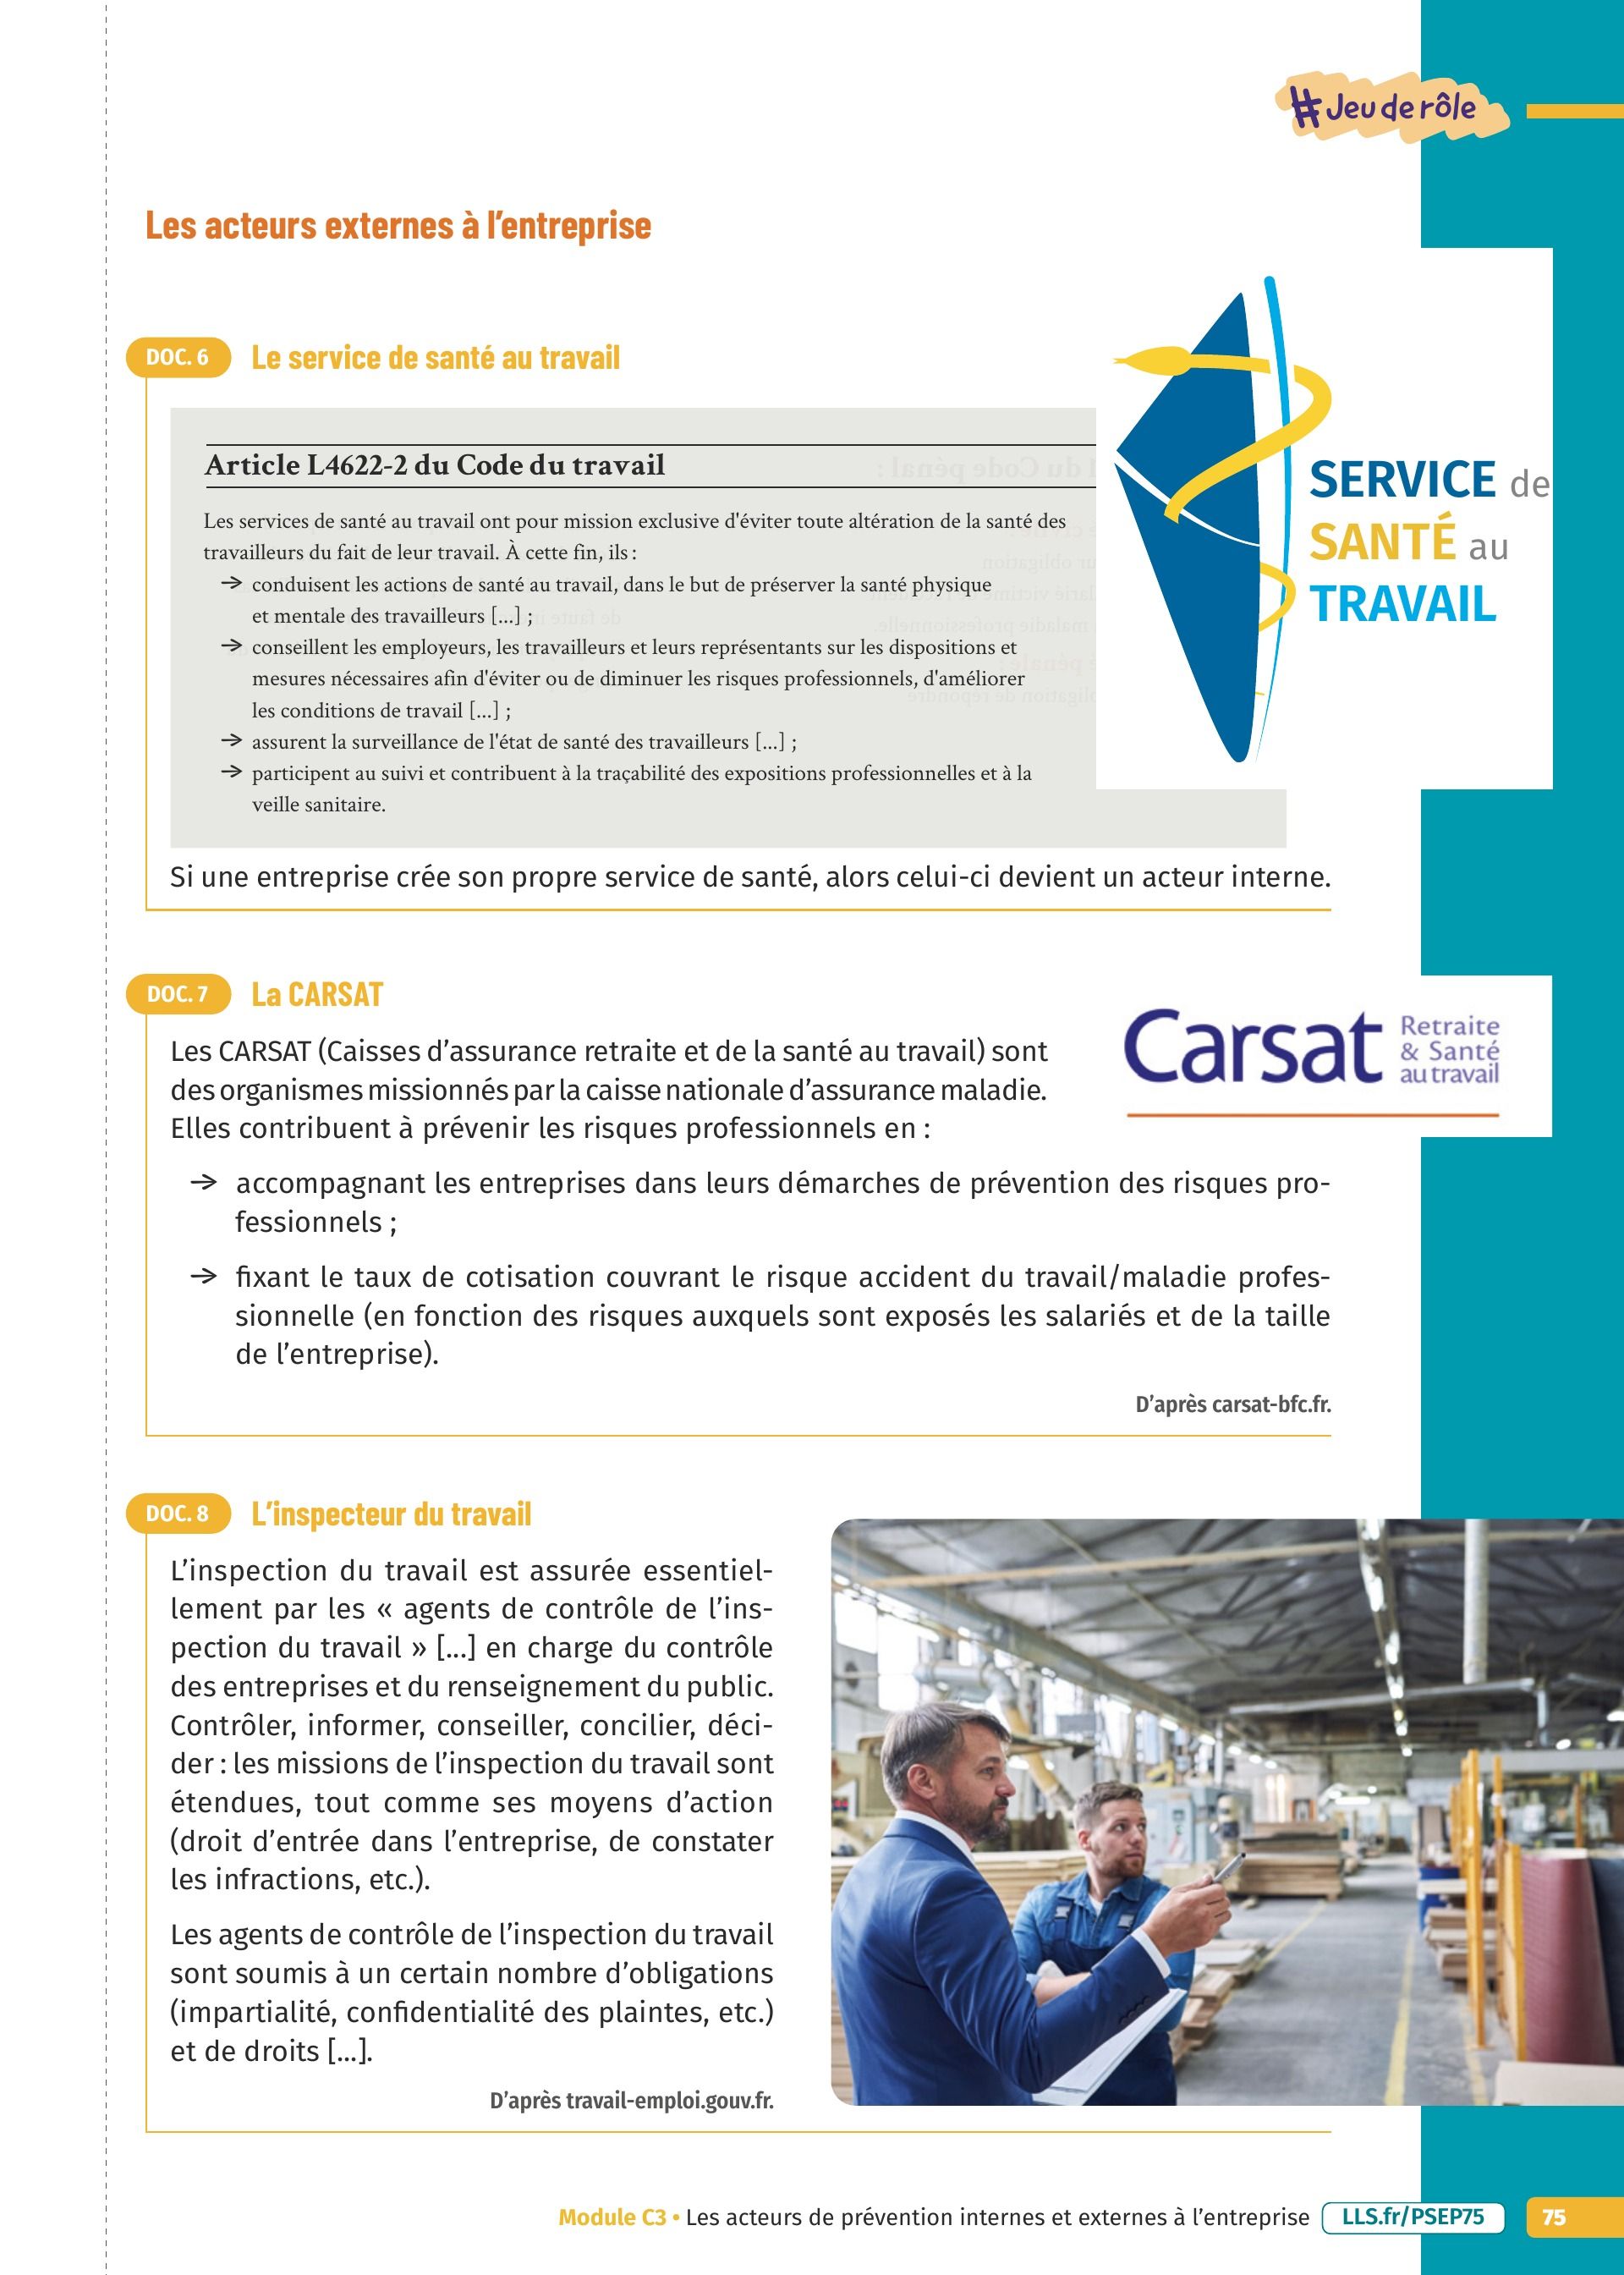 #Jeu de rôle
Les acteurs externes à l'entreprise
DOC. 6 Le service de santé au travail
Article L4622-2 du Code du travail
Les services de santé au travail ont pour mission exclusive d'éviter toute altération de la santé des
travailleurs du fait de leur travail. À cette fin, ils :
→ conduisent les actions de santé au travail, dans le but de préserver la santé physique
et mentale des travailleurs [...] ;
→ conseillent les employeurs, les travailleurs et leurs représentants sur les dispositions et
mesures nécessaires afin d'éviter ou de diminuer les risques professionnels, d'améliorer
les conditions de travail [...] ;
→ assurent la surveillance de l'état de santé des travailleurs [...] ;
→ participent au suivi et contribuent à la traçabilité des expositions professionnelles et à la
veille sanitaire.
SERVICE de
SANTÉ au
TRAVAIL
Si une entreprise crée son propre service de santé, alors celui-ci devient un acteur interne.
DOC. 7 La CARSAT
Carsat
Retraite
& Santé
au travail
Les CARSAT (Caisses d'assurance retraite et de la santé au travail) sont
des organismes missionnés par la caisse nationale d'assurance maladie.
Elles contribuent à prévenir les risques professionnels en :
→ accompagnant les entreprises dans leurs démarches de prévention des risques pro-
fessionnels ;
→ fixant le taux de cotisation couvrant le risque accident du travail/maladie profes-
sionnelle (en fonction des risques auxquels sont exposés les salariés et de la taille
de l'entreprise).
D'après carsat-bfc.fr.
DOC. 8 L'inspecteur du travail
L'inspection du travail est assurée essentiel-
lement par les « agents de contrôle de l'ins-
pection du travail » [...] en charge du contrôle
des entreprises et du renseignement du public.
Contrôler, informer, conseiller, concilier, déci-
der : les missions de l'inspection du travail sont
étendues, tout comme ses moyens d'action
(droit d'entrée dans l'entreprise, de constater
les infractions, etc.).
Les agents de contrôle de l'inspection du travail
sont soumis à un certain nombre d'obligations
(impartialité, confidentialité des plaintes, etc.)
et de droits [...].
D'après travail-emploi.gouv.fr.
Module C3 • Les acteurs de prévention internes et externes à l'entreprise LLS.fr/PSEP75 75